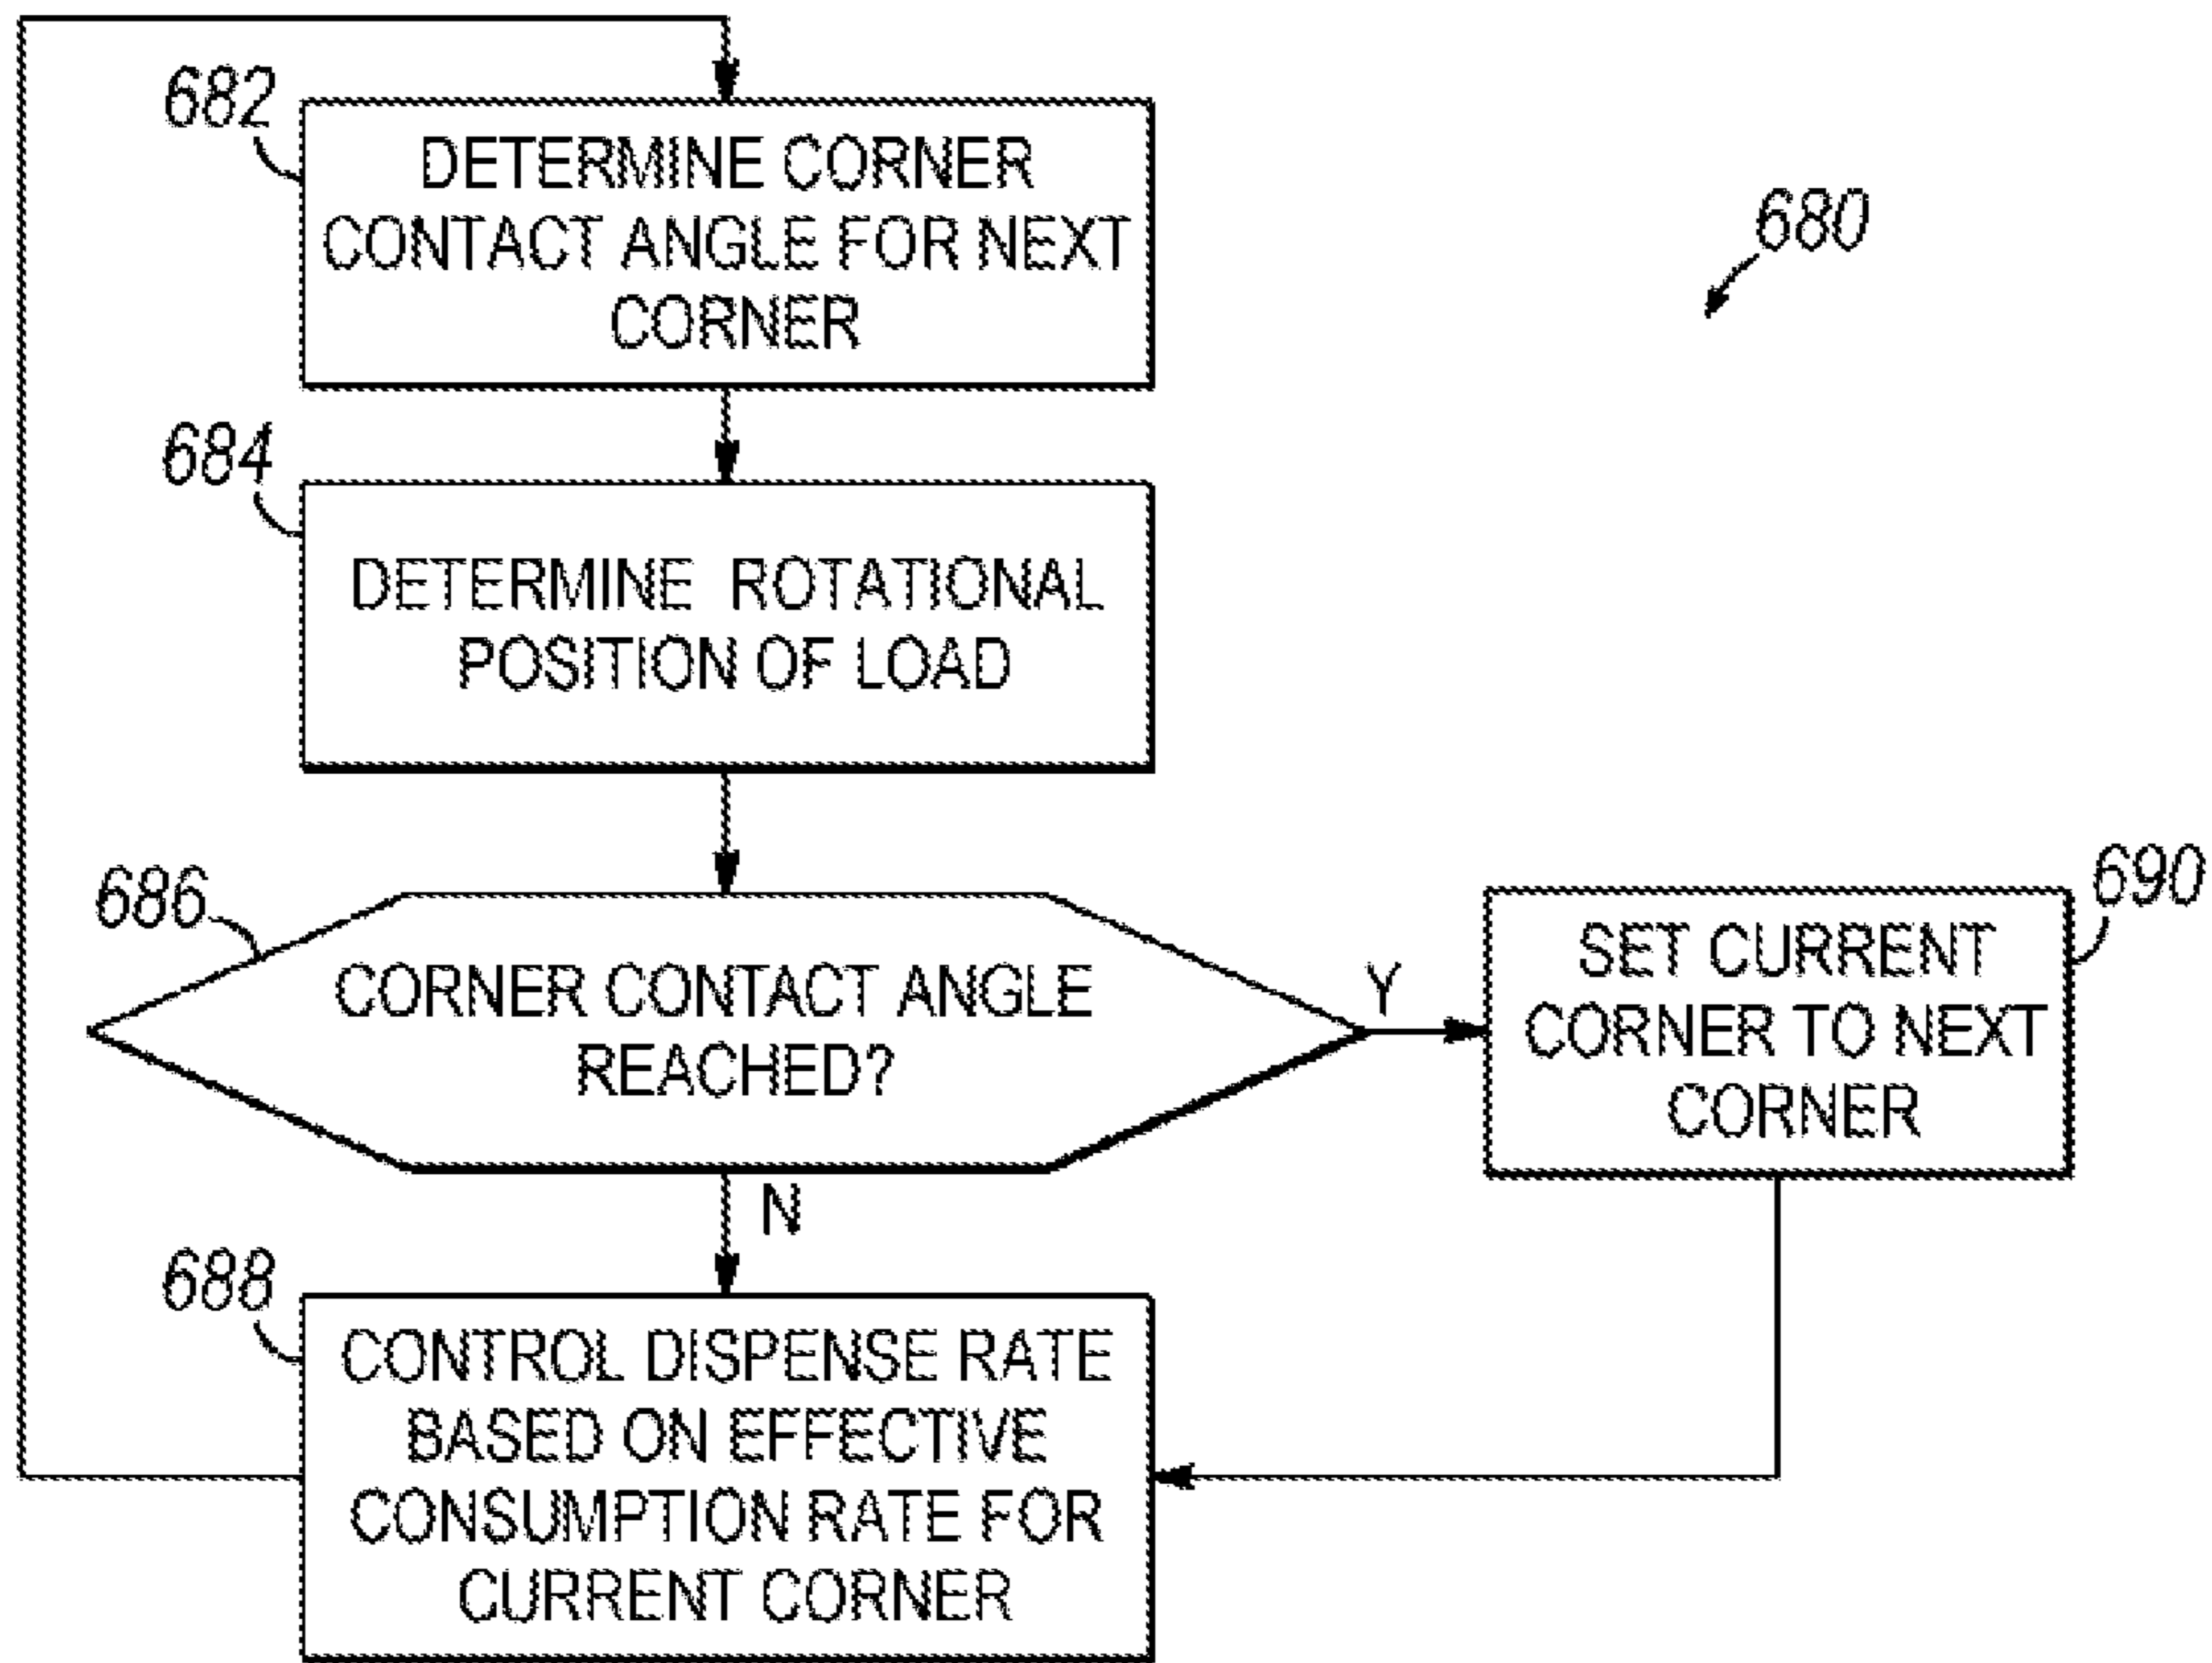 682
DETERMINE CORNER
CONTACT ANGLE FOR NEXT
CORNER
680
684
DETERMINE ROTATIONAL
POSITION OF LOAD
686
CORNER CONTACT ANGLE
REACHED?
Y
N
690
SET CURRENT
CORNER TO NEXT
CORNER
688
CONTROL DISPENSE RATE
BASED ON EFFECTIVE
CONSUMPTION RATE FOR
CURRENT CORNER